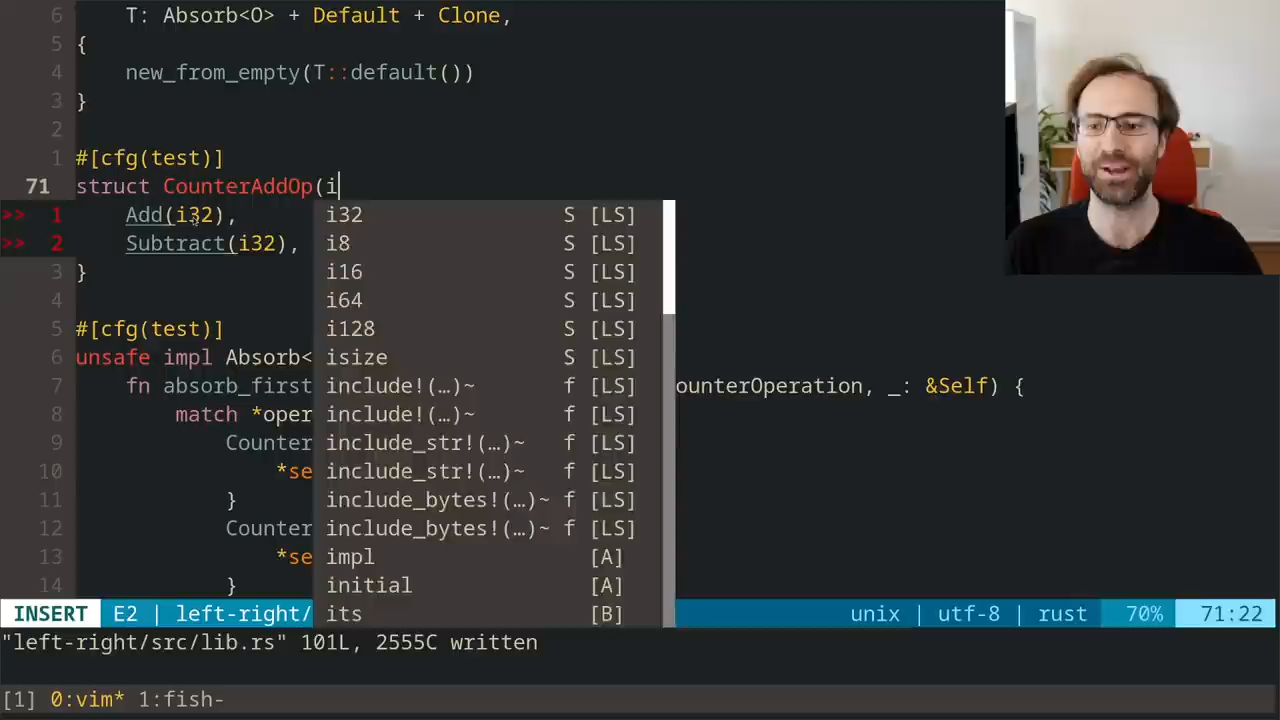 6 T: Absorb<O> + Default + Clone,
5 {
4 new_from_empty(T::default())
3 }
2
1 #[cfg(test)]
71 struct CounterAddOp(i
>> 1 Add(i32), i32 S [LS]
>> 2 Subtract(i32), i8 S [LS]
3 } i16 S [LS]
4 i64 S [LS]
5 #[cfg(test)] i128 S [LS]
6 unsafe impl Absorb< isize S [LS]
7 fn absorb_first include!(…)~ f [LS] ounterOperation, _: &Self) {
8 match *oper include!(…)~ f [LS]
9 Counter include_str!(…)~ f [LS]
10 *se include_str!(…)~ f [LS]
11 } include_bytes!(…)~ f [LS]
12 Counter include_bytes!(…)~ f [LS]
13 *se impl [A]
14 } initial [A]
INSERT E2 | left-right/ its [B] unix | utf-8 | rust 70% 71:22
"left-right/src/lib.rs" 101L, 2555C written
[1] 0:vim* 1:fish-